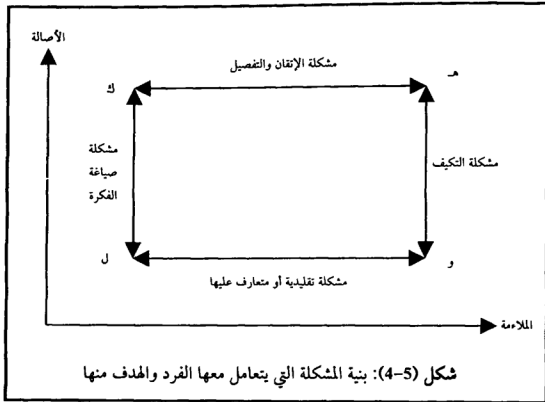 الأصالة
مشكلة الإتقان والتفصيل
هـ
ك
مشكلة
صياغة
الفكرة
مشكلة التكيف
ل
و
مشكلة تقليدية أو متعارف عليها
الملاءمة
شكل (5-4): بنية المشكلة التي يتعامل معها الفرد والهدف منها